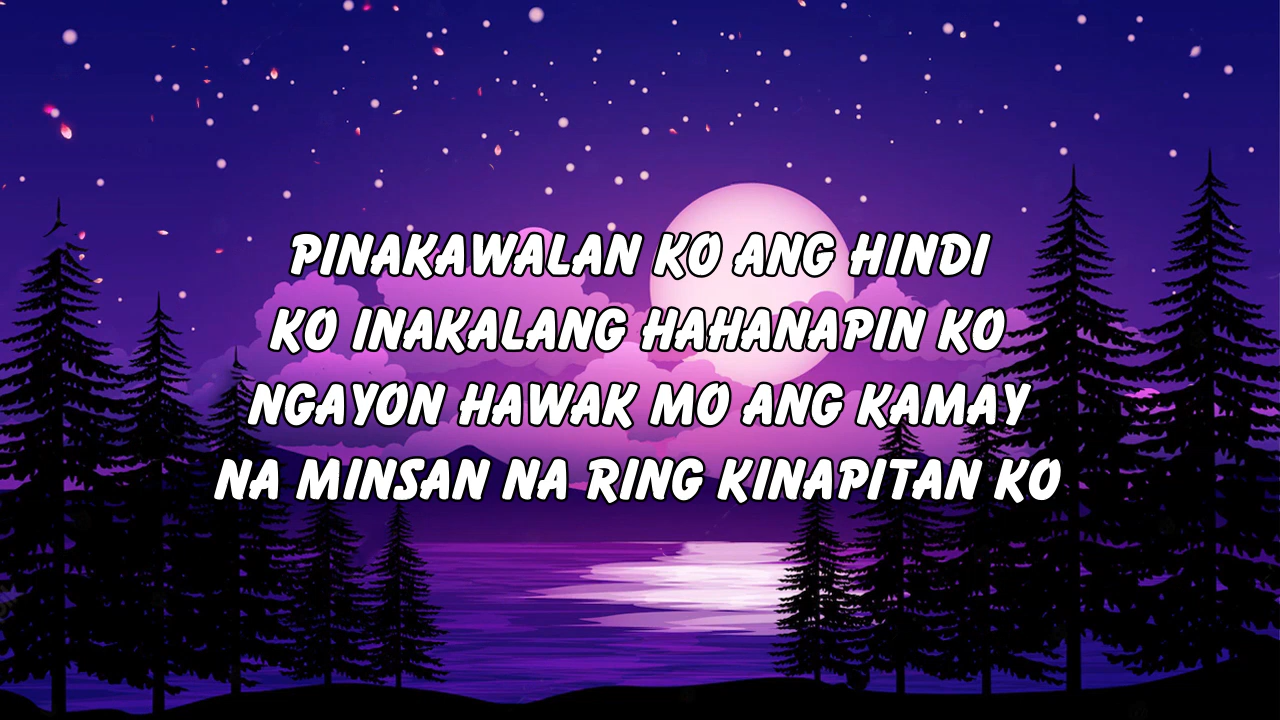 PINAKAWALAN KO ANG HINDI
KO INAKALANG HAHANAPIN KO
NGAYON HAWAK MO ANG KAMAY
NA MINSAN NA RING KINAPITAN KO